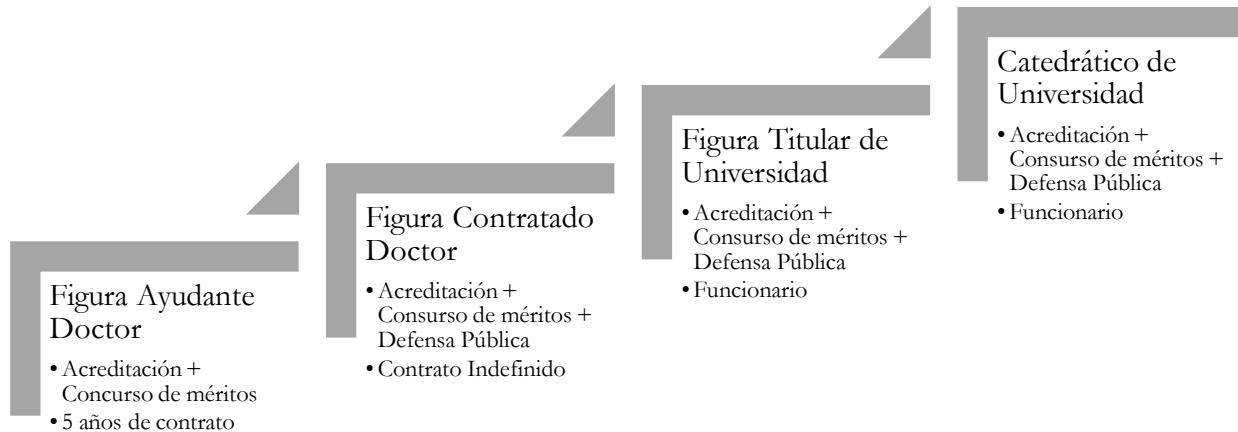 Figura Ayudante
Doctor
• Acreditación +
Concurso de méritos
• 5 años de contrato
Figura Contratado
Doctor
• Acreditación +
Consurso de méritos +
Defensa Pública
• Contrato Indefinido
Figura Titular de
Universidad
• Acreditación +
Consurso de méritos +
Defensa Pública
• Funcionario
Catedrático de
Universidad
• Acreditación +
Consurso de méritos +
Defensa Pública
• Funcionario